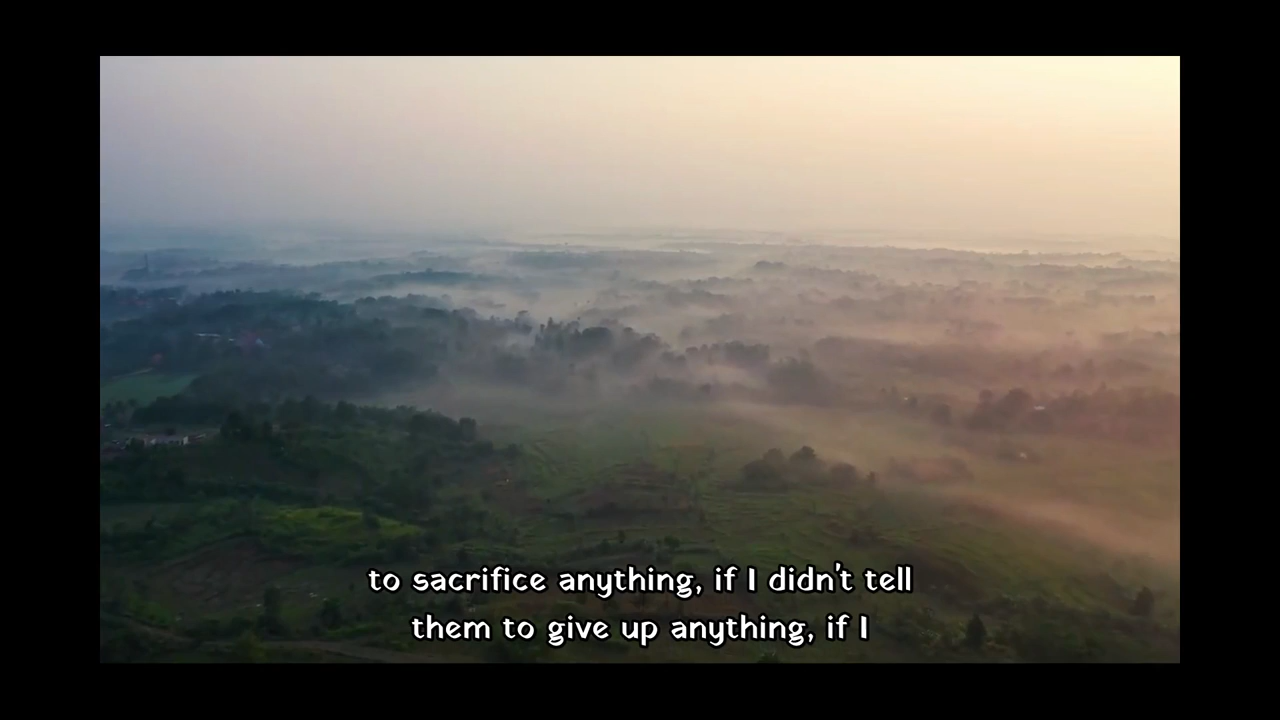 to sacrifice anything, if I didn't tell
them to give up anything, if I